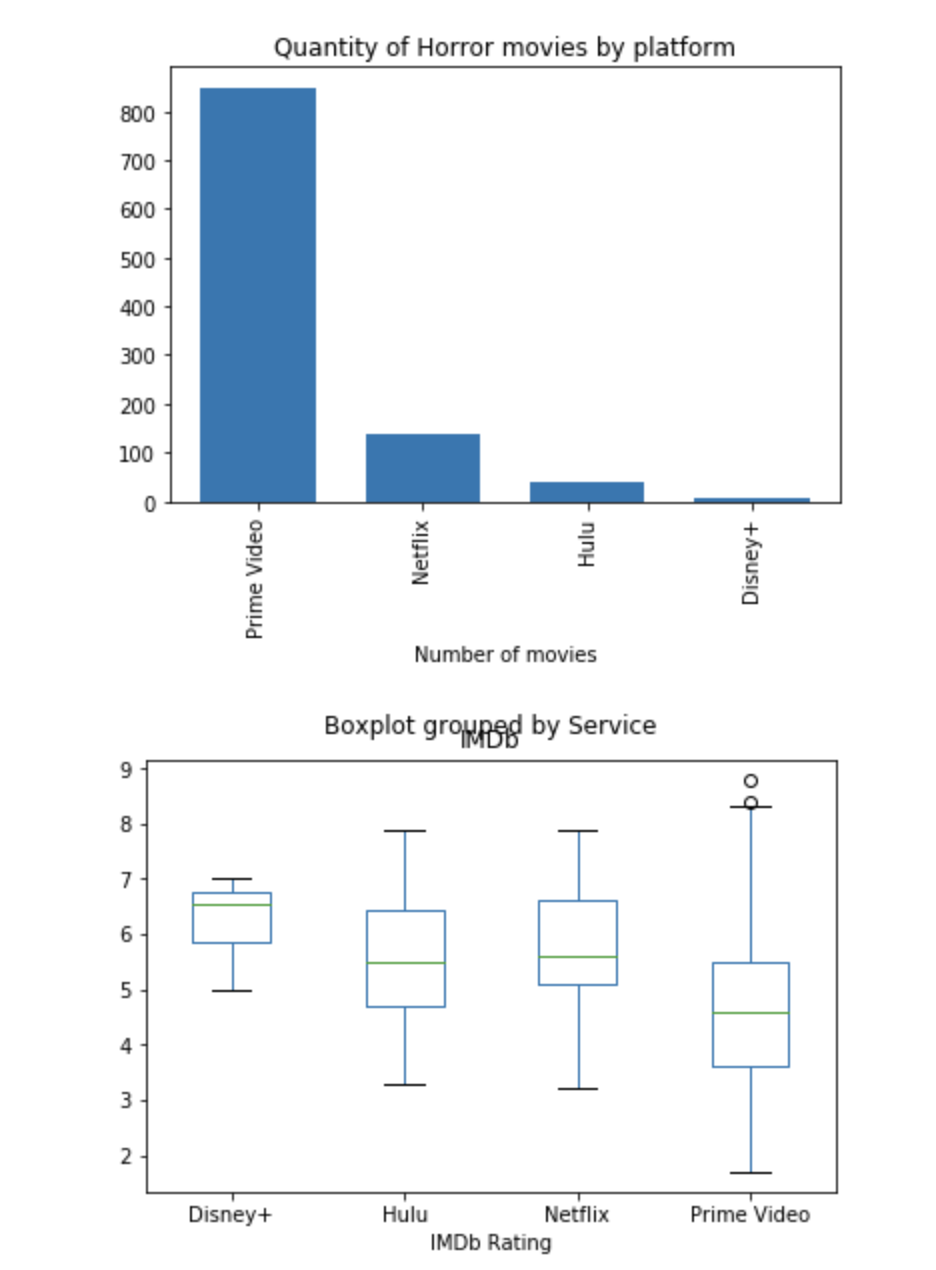 Quantity of Horror movies by platform
800
700
600
500
400
300
200
100
0
Prime Video
Netflix
Hulu
Disney+
Number of movies
Boxplot grouped by Service
IMDb
9
8
7
6
5
4
3
2
Disney+ Hulu Netflix Prime Video
IMDb Rating